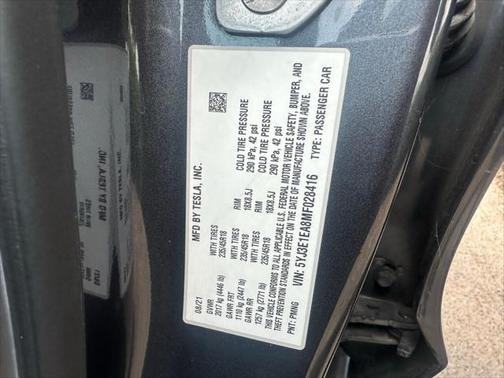 MFD BY TESLA, INC.
08/21
GVWR
2017 kg (4446 lb)
GAWR FRT WITH TIRES RIM COLD TIRE PRESSURE
1110 kg (2447 lb) 235/45R18 18X8.5J 290 kPa, 42 psi
GAWR RR WITH TIRES RIM COLD TIRE PRESSURE
1257 kg (2771 lb) 235/45R18 18X8.5J 290 kPa, 42 psi
THIS VEHICLE CONFORMS TO ALL U.S. FEDERAL MOTOR VEHICLE SAFETY, BUMPER, AND
THEFT PREVENTION STANDARDS IN EFFECT ON THE DATE OF MANUFACTURE SHOWN ABOVE.
VIN: 5YJ3E1EA8MF028416 TYPE: PASSENGER CAR
PNT: PMNG